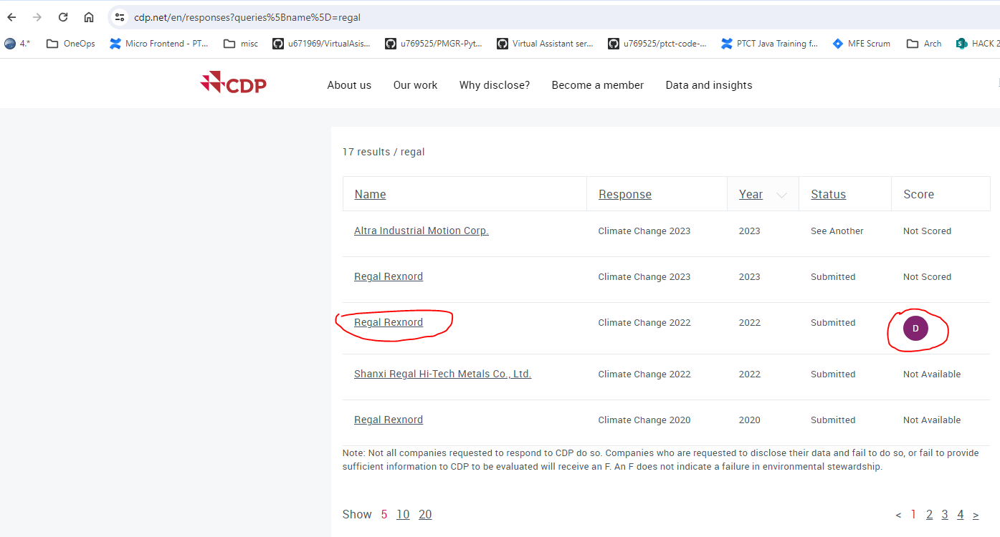 cdp.net/en/responses?queries%5Bname%5D=regal
4.* OneOps Micro Frontend - PT... misc u671969/VirtualAsis... u769525/PMGR-Pyt... Virtual Assistant ser... u769525/ptct-code-... PTCT Java Training f... MFE Scrum Arch HACK 2
CDP About us Our work Why disclose? Become a member Data and insights
17 results / regal
Name Response Year Status Score
Altra Industrial Motion Corp. Climate Change 2023 2023 See Another Not Scored
Regal Rexnord Climate Change 2023 2023 Submitted Not Scored
Regal Rexnord Climate Change 2022 2022 Submitted D
Shanxi Regal Hi-Tech Metals Co., Ltd. Climate Change 2022 2022 Submitted Not Available
Regal Rexnord Climate Change 2020 2020 Submitted Not Available
Note: Not all companies requested to respond to CDP do so. Companies who are requested to disclose their data and fail to do so, or fail to provide
sufficient information to CDP to be evaluated will receive an F. An F does not indicate a failure in environmental stewardship.
Show 5 10 20 < 1 2 3 4 >